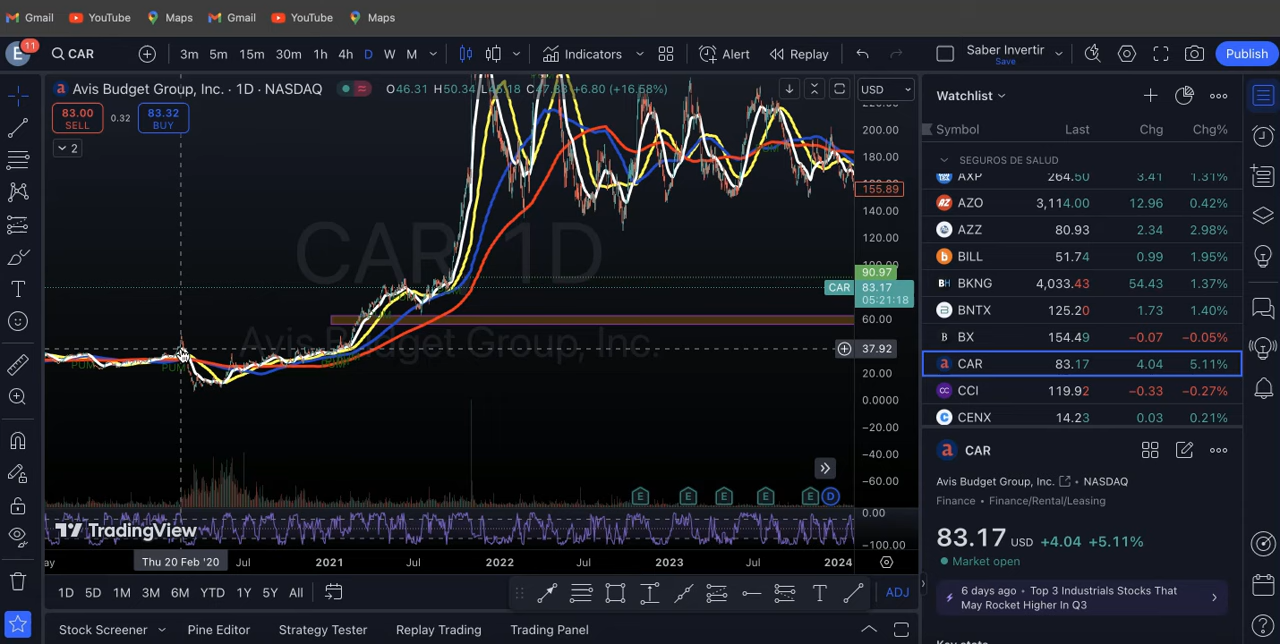 Gmail YouTube Maps Gmail YouTube Maps
E 11 CAR 3m 5m 15m 30m 1h 4h D W M Indicators Alert Replay Saber Invertir Save Publish
a Avis Budget Group, Inc. · 1D · NASDAQ O46.31 H50.34 +6.80 (+16.58%) USD
83.00 SELL 0.32 83.32 BUY
2
200.00
180.00
155.89
140.00
120.00
CAR 1D
90.97
CAR 83.17
05:21:18
60.00
Avis Budget Group, Inc.
37.92
20.00
0.0000
−20.00
−40.00
−60.00
E E E E E D
0.00
TradingView
−100.00
Thu 20 Feb '20 Jul 2021 Jul 2022 Jul 2023 Jul 2024
1D 5D 1M 3M 6M YTD 1Y 5Y All ADJ
Stock Screener Pine Editor Strategy Tester Replay Trading Trading Panel
Watchlist
Symbol Last Chg Chg%
SEGUROS DE SALUD
AXP 264.50 3.41 1.31%
AZO 3,114.00 12.96 0.42%
AZZ 80.93 2.34 2.98%
BILL 51.74 0.99 1.95%
BKNG 4,033.43 54.43 1.37%
BNTX 125.20 1.73 1.40%
BX 154.49 −0.07 −0.05%
CAR 83.17 4.04 5.11%
CCI 119.92 −0.33 −0.27%
CENX 14.23 0.03 0.21%
a CAR
Avis Budget Group, Inc. • NASDAQ
Finance • Finance/Rental/Leasing
83.17 USD +4.04 +5.11%
Market open
6 days ago • Top 3 Industrials Stocks That
May Rocket Higher In Q3